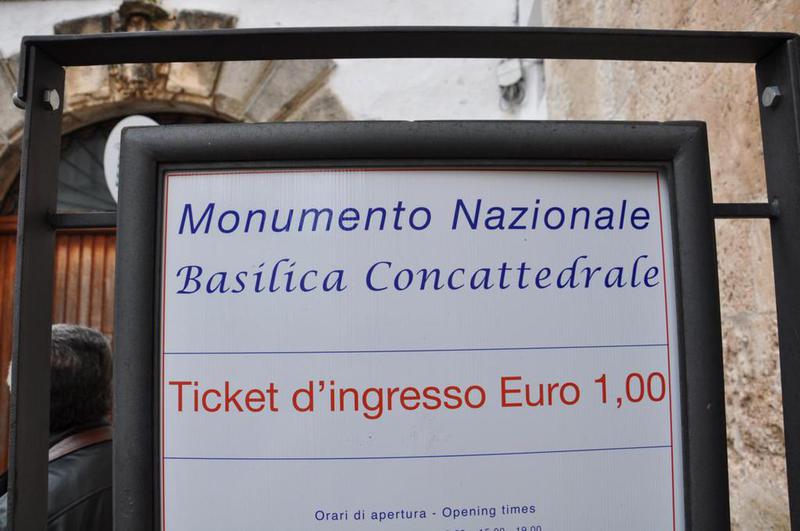 Monumento Nazionale
Basilica Concattedrale
Ticket d'ingresso Euro 1,00
Orari di apertura - Opening times